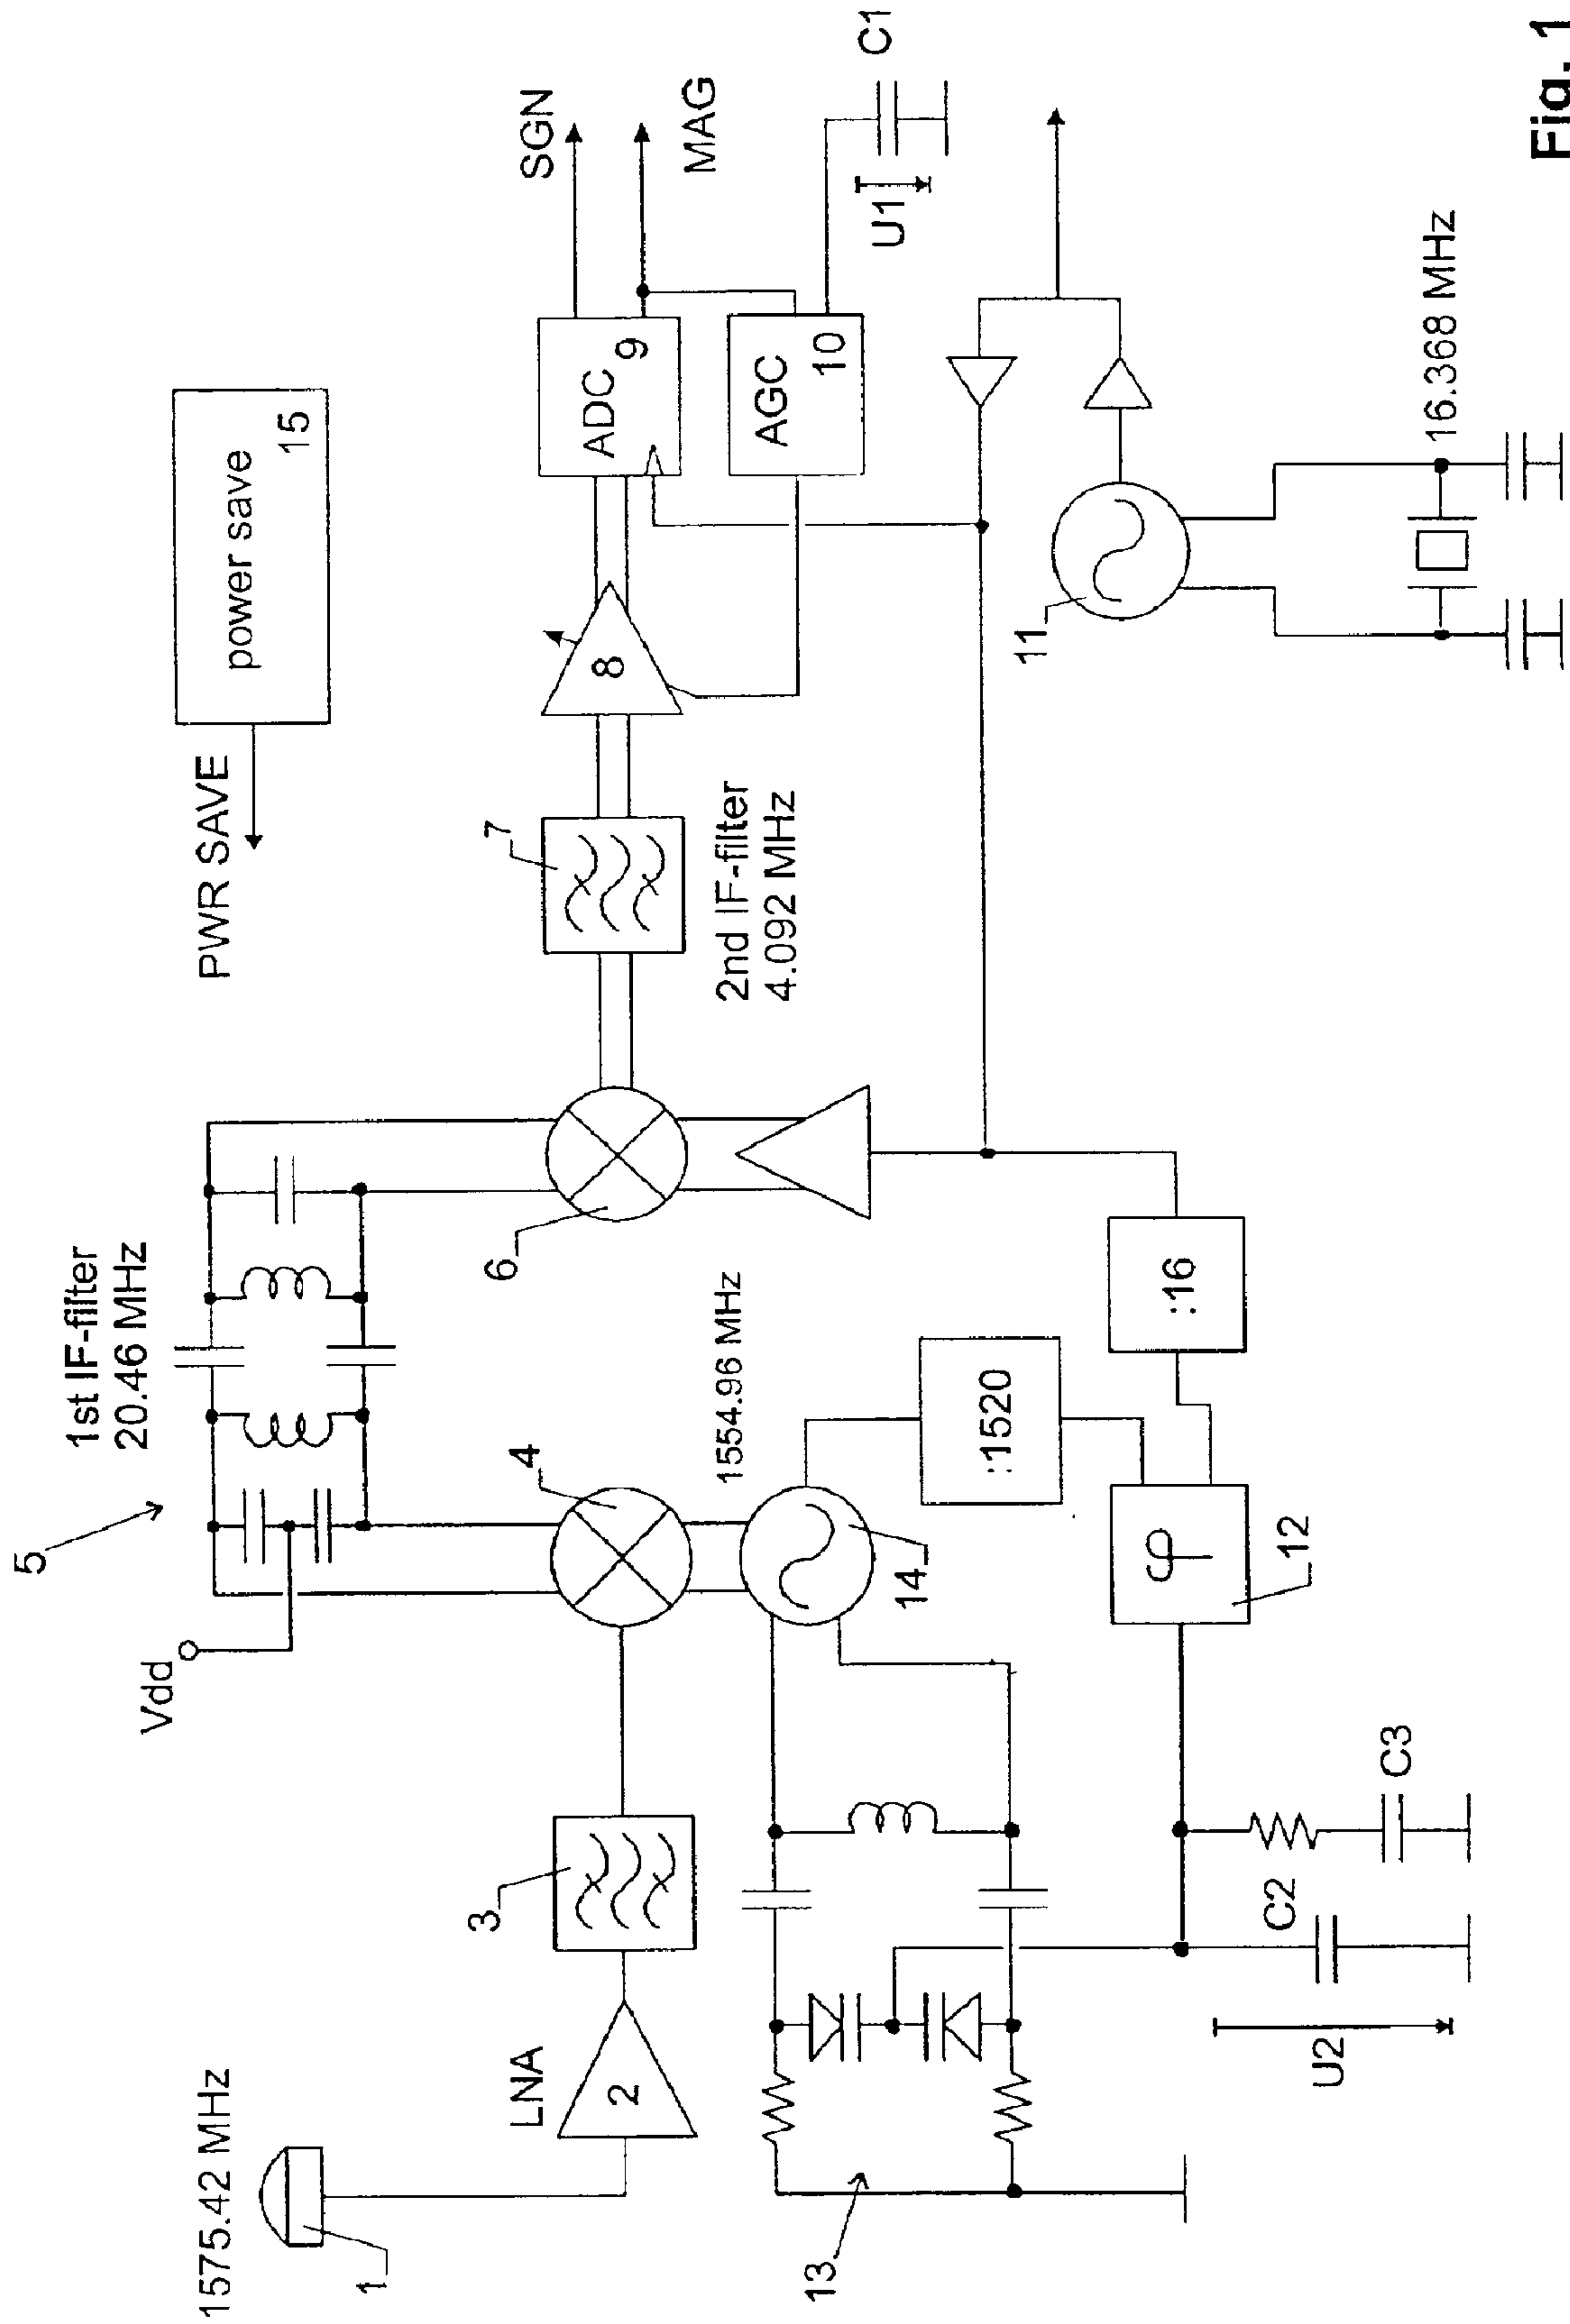 5
1st IF-filter
20.46 MHz
Vdd
PWR SAVE
power save
15
1575.42 MHz
1
LNA
2
3
4
6
7
2nd IF-filter
4.092 MHz
8
ADC
9
SGN
MAG
AGC
10
C1
U1
1554.96 MHz
14
:1520
:16
12
11
16.368 MHz
13
U2
C2
C3
Fig. 1